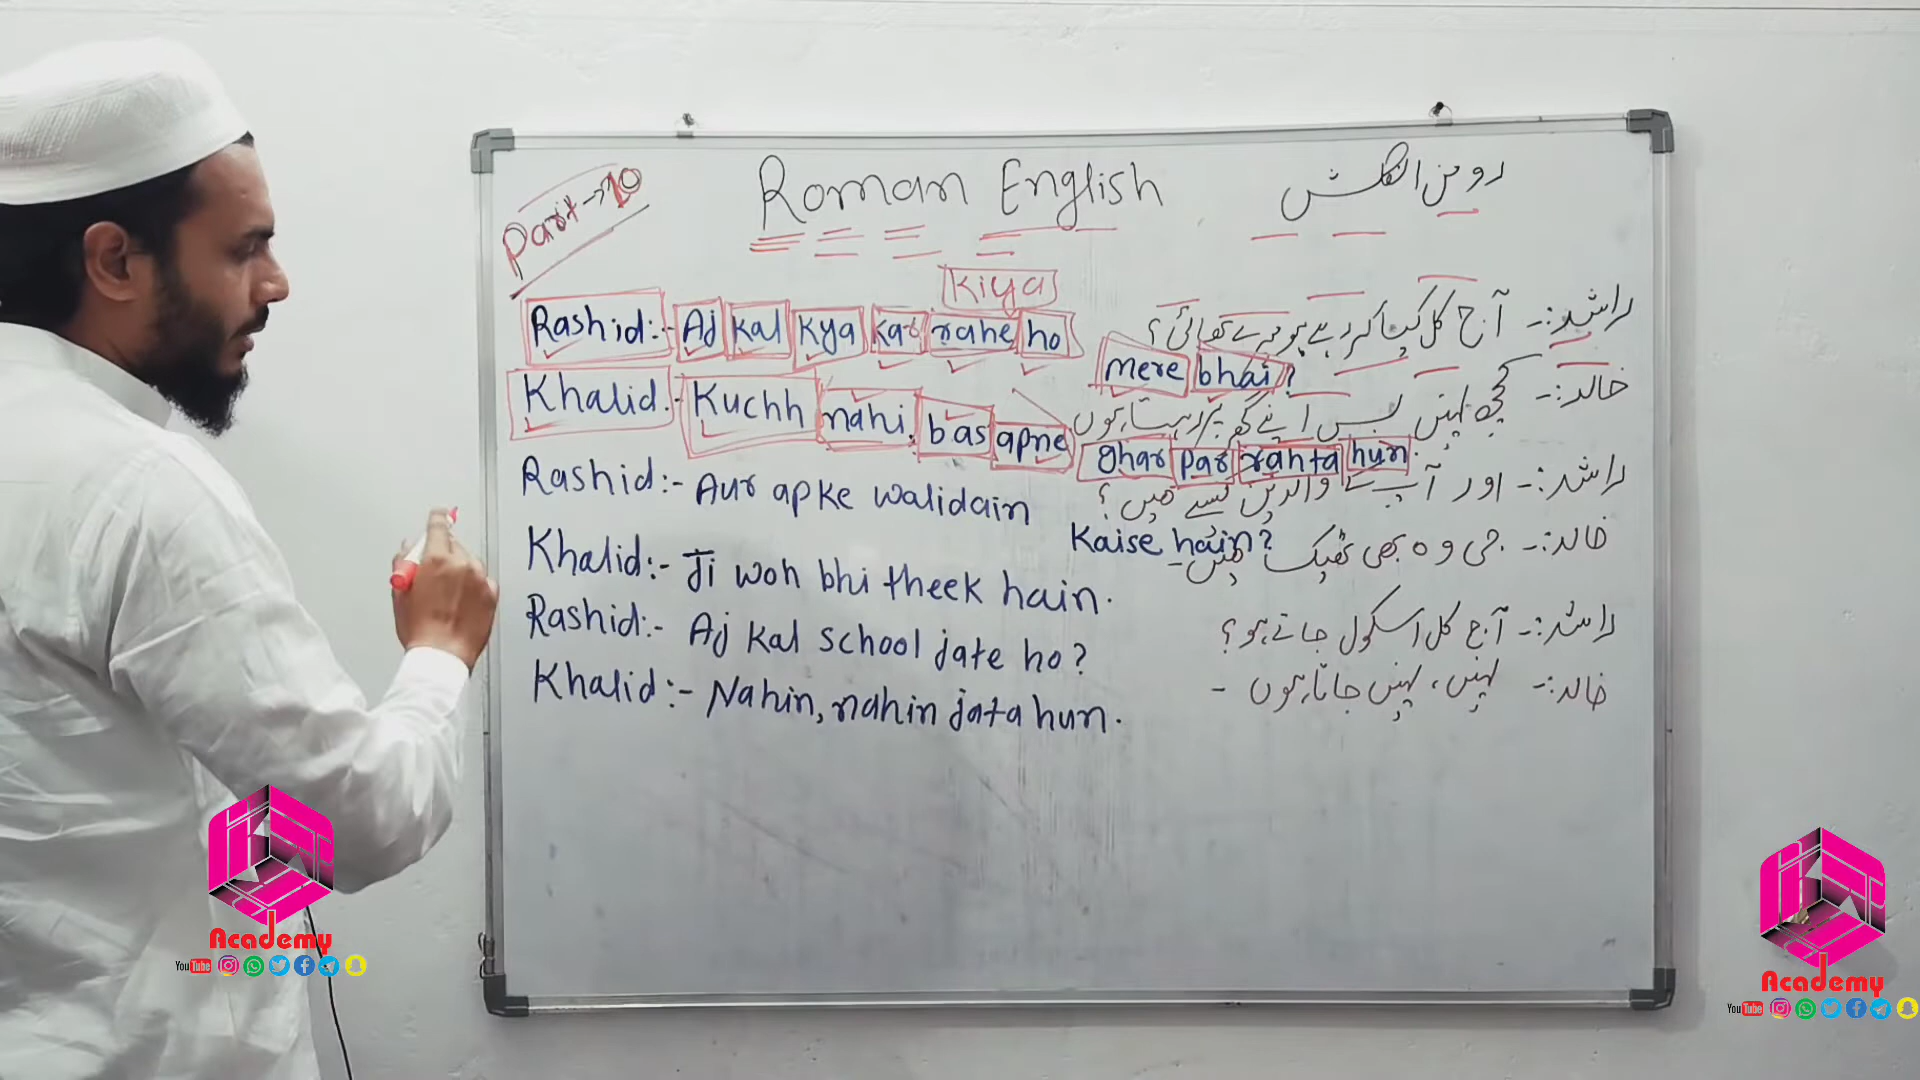 Part → 10
Roman English
رومن انگلش
Kiya
Rashid:- Aj kal kya kar rahe ho
mere bhai?
راشد:- آج کل کیا کر رہے ہو میرے بھائی؟
Khalid:- Kuchh nahi, bas apne
Ghar par rahta hun.
خالد:- کچھ نہیں بس اپنے گھر پر رہتا ہوں
Rashid:- Aur apke walidain
Kaise hain?
راشد:- اور آپ کے والدین کیسے ہیں؟
Khalid:- Ji woh bhi theek hain.
خالد:- جی وہ بھی ٹھیک ہیں-
Rashid:- Aj kal school jate ho?
راشد:- آج کل اسکول جاتے ہو؟
Khalid:- Nahin, nahin jata hun.
خالد:- نہیں، نہیں جاتا ہوں -
Academy
YouTube
Academy
YouTube